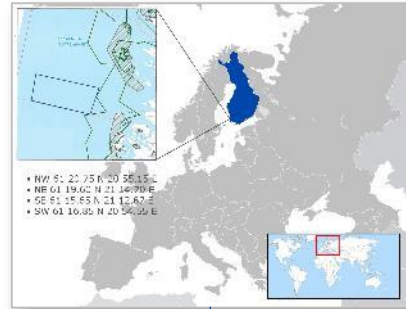 • NW 61 20.75 N 20 55.15 E
• NE 61 19.60 N 21 14.70 E
• SE 61 15.65 N 21 12.67 E
• SW 61 16.85 N 20 54.55 E